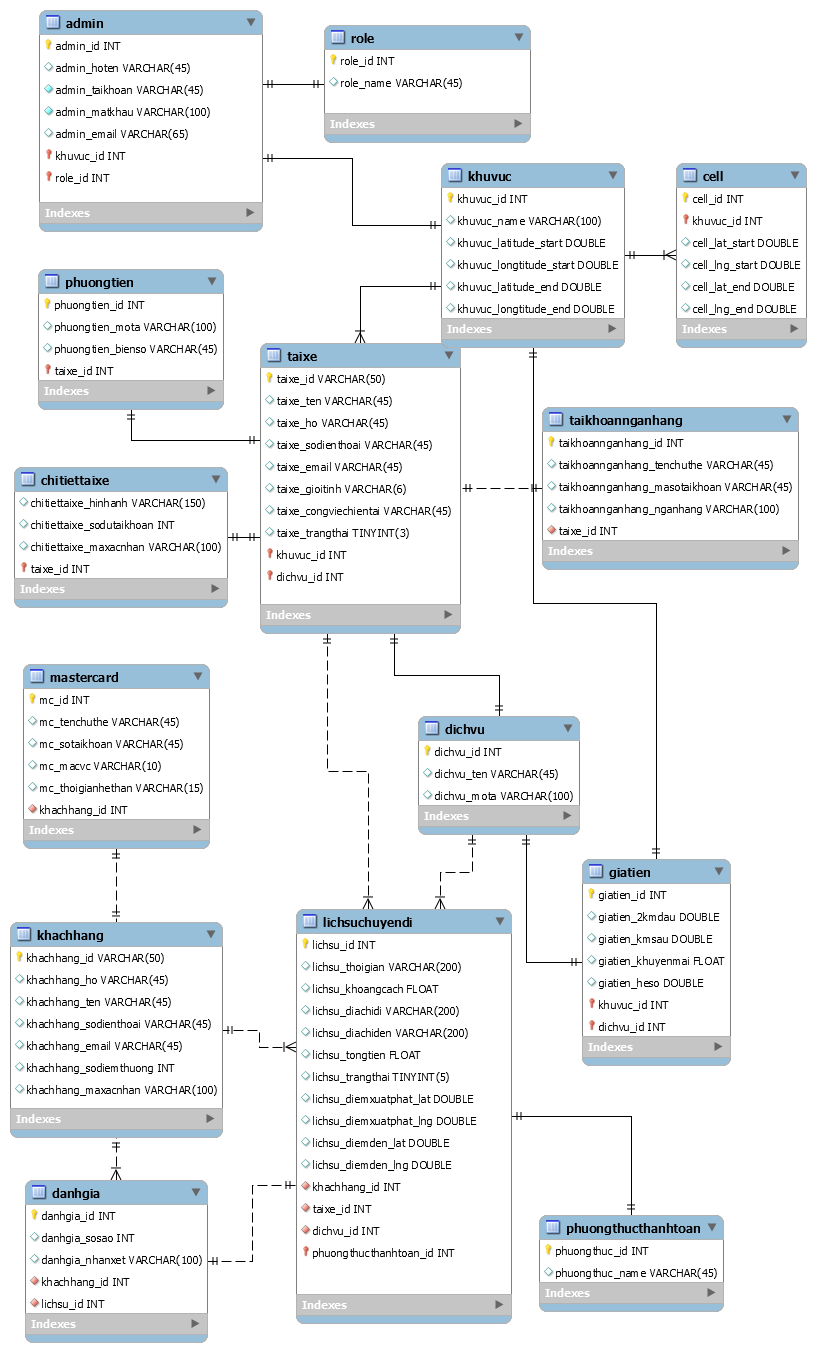 admin
admin_id INT
admin_hoten VARCHAR(45)
admin_taikhoan VARCHAR(45)
admin_matkhau VARCHAR(100)
admin_email VARCHAR(65)
khuvuc_id INT
role_id INT
Indexes
role
role_id INT
role_name VARCHAR(45)
Indexes
khuvuc
khuvuc_id INT
khuvuc_name VARCHAR(100)
khuvuc_latitude_start DOUBLE
khuvuc_longtitude_start DOUBLE
khuvuc_latitude_end DOUBLE
khuvuc_longtitude_end DOUBLE
Indexes
cell
cell_id INT
khuvuc_id INT
cell_lat_start DOUBLE
cell_lng_start DOUBLE
cell_lat_end DOUBLE
cell_lng_end DOUBLE
Indexes
phuongtien
phuongtien_id INT
phuongtien_mota VARCHAR(100)
phuongtien_bienso VARCHAR(45)
taixe_id INT
Indexes
taixe
taixe_id VARCHAR(50)
taixe_ten VARCHAR(45)
taixe_ho VARCHAR(45)
taixe_sodienthoai VARCHAR(45)
taixe_email VARCHAR(45)
taixe_gioitinh VARCHAR(6)
taixe_congviechientai VARCHAR(45)
taixe_trangthai TINYINT(3)
khuvuc_id INT
dichvu_id INT
Indexes
taikhoannganhang
taikhoannganhang_id INT
taikhoannganhang_tenchuthe VARCHAR(45)
taikhoannganhang_masotaikhoan VARCHAR(45)
taikhoannganhang_nganhang VARCHAR(100)
taixe_id INT
Indexes
chitiettaixe
chitiettaixe_hinhanh VARCHAR(150)
chitiettaixe_sodutaikhoan INT
chitiettaixe_maxacnhan VARCHAR(100)
taixe_id INT
Indexes
mastercard
mc_id INT
mc_tenchuthe VARCHAR(45)
mc_sotaikhoan VARCHAR(45)
mc_macvc VARCHAR(10)
mc_thoigianhethan VARCHAR(15)
khachhang_id INT
Indexes
dichvu
dichvu_id INT
dichvu_ten VARCHAR(45)
dichvu_mota VARCHAR(100)
Indexes
giatien
giatien_id INT
giatien_2kmdau DOUBLE
giatien_kmsau DOUBLE
giatien_khuyenmai FLOAT
giatien_heso DOUBLE
khuvuc_id INT
dichvu_id INT
Indexes
khachhang
khachhang_id VARCHAR(50)
khachhang_ho VARCHAR(45)
khachhang_ten VARCHAR(45)
khachhang_sodienthoai VARCHAR(45)
khachhang_email VARCHAR(45)
khachhang_sodiemthuong INT
khachhang_maxacnhan VARCHAR(100)
Indexes
lichsuchuyendi
lichsu_id INT
lichsu_thoigian VARCHAR(200)
lichsu_khoangcach FLOAT
lichsu_diachidi VARCHAR(200)
lichsu_diachiden VARCHAR(200)
lichsu_tongtien FLOAT
lichsu_trangthai TINYINT(5)
lichsu_diemxuatphat_lat DOUBLE
lichsu_diemxuatphat_lng DOUBLE
lichsu_diemden_lat DOUBLE
lichsu_diemden_lng DOUBLE
khachhang_id INT
taixe_id INT
dichvu_id INT
phuongthucthanhtoan_id INT
Indexes
danhgia
danhgia_id INT
danhgia_sosao INT
danhgia_nhanxet VARCHAR(100)
khachhang_id INT
lichsu_id INT
Indexes
phuongthucthanhtoan
phuongthuc_id INT
phuongthuc_name VARCHAR(45)
Indexes